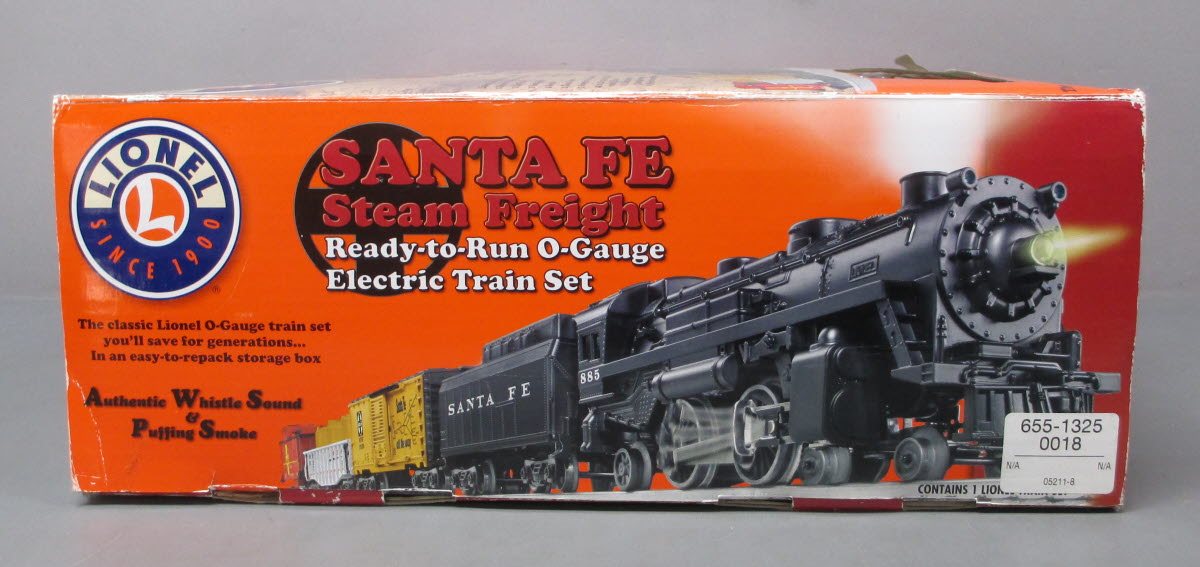 LIONEL
L
SINCE 1900
®
SANTA FE
Steam Freight
Ready-to-Run O-Gauge
Electric Train Set
The classic Lionel O-Gauge train set
you'll save for generations...
In an easy-to-repack storage box
Authentic Whistle Sound
&
Puffing Smoke
SANTA FE
885
655-1325
0018
N/A N/A
05211-8
CONTAINS 1 LIONEL TRAIN SET